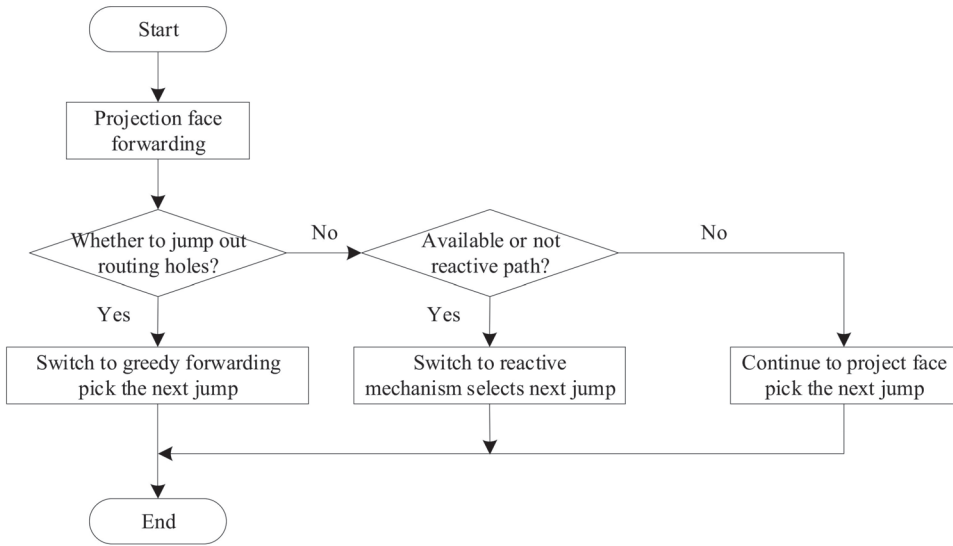 Start
Projection face
forwarding
Whether to jump out
routing holes?
No
Available or not
reactive path?
No
Yes
Yes
Switch to greedy forwarding
pick the next jump
Switch to reactive
mechanism selects next jump
Continue to project face
pick the next jump
End